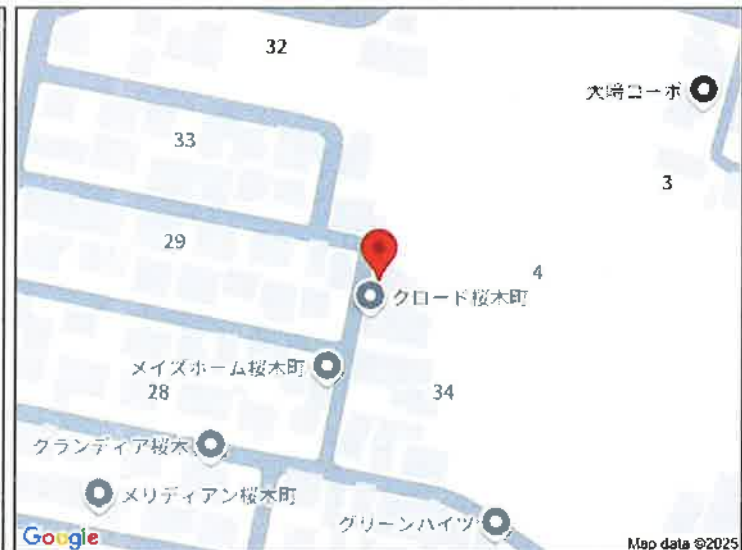 32
大崎コーポ
33
3
29
4
クロード桜木町
メイズホーム桜木町
28
34
クランディア桜木
メリディアン桜木町
グリーンハイツ
Google
Map data ©2025